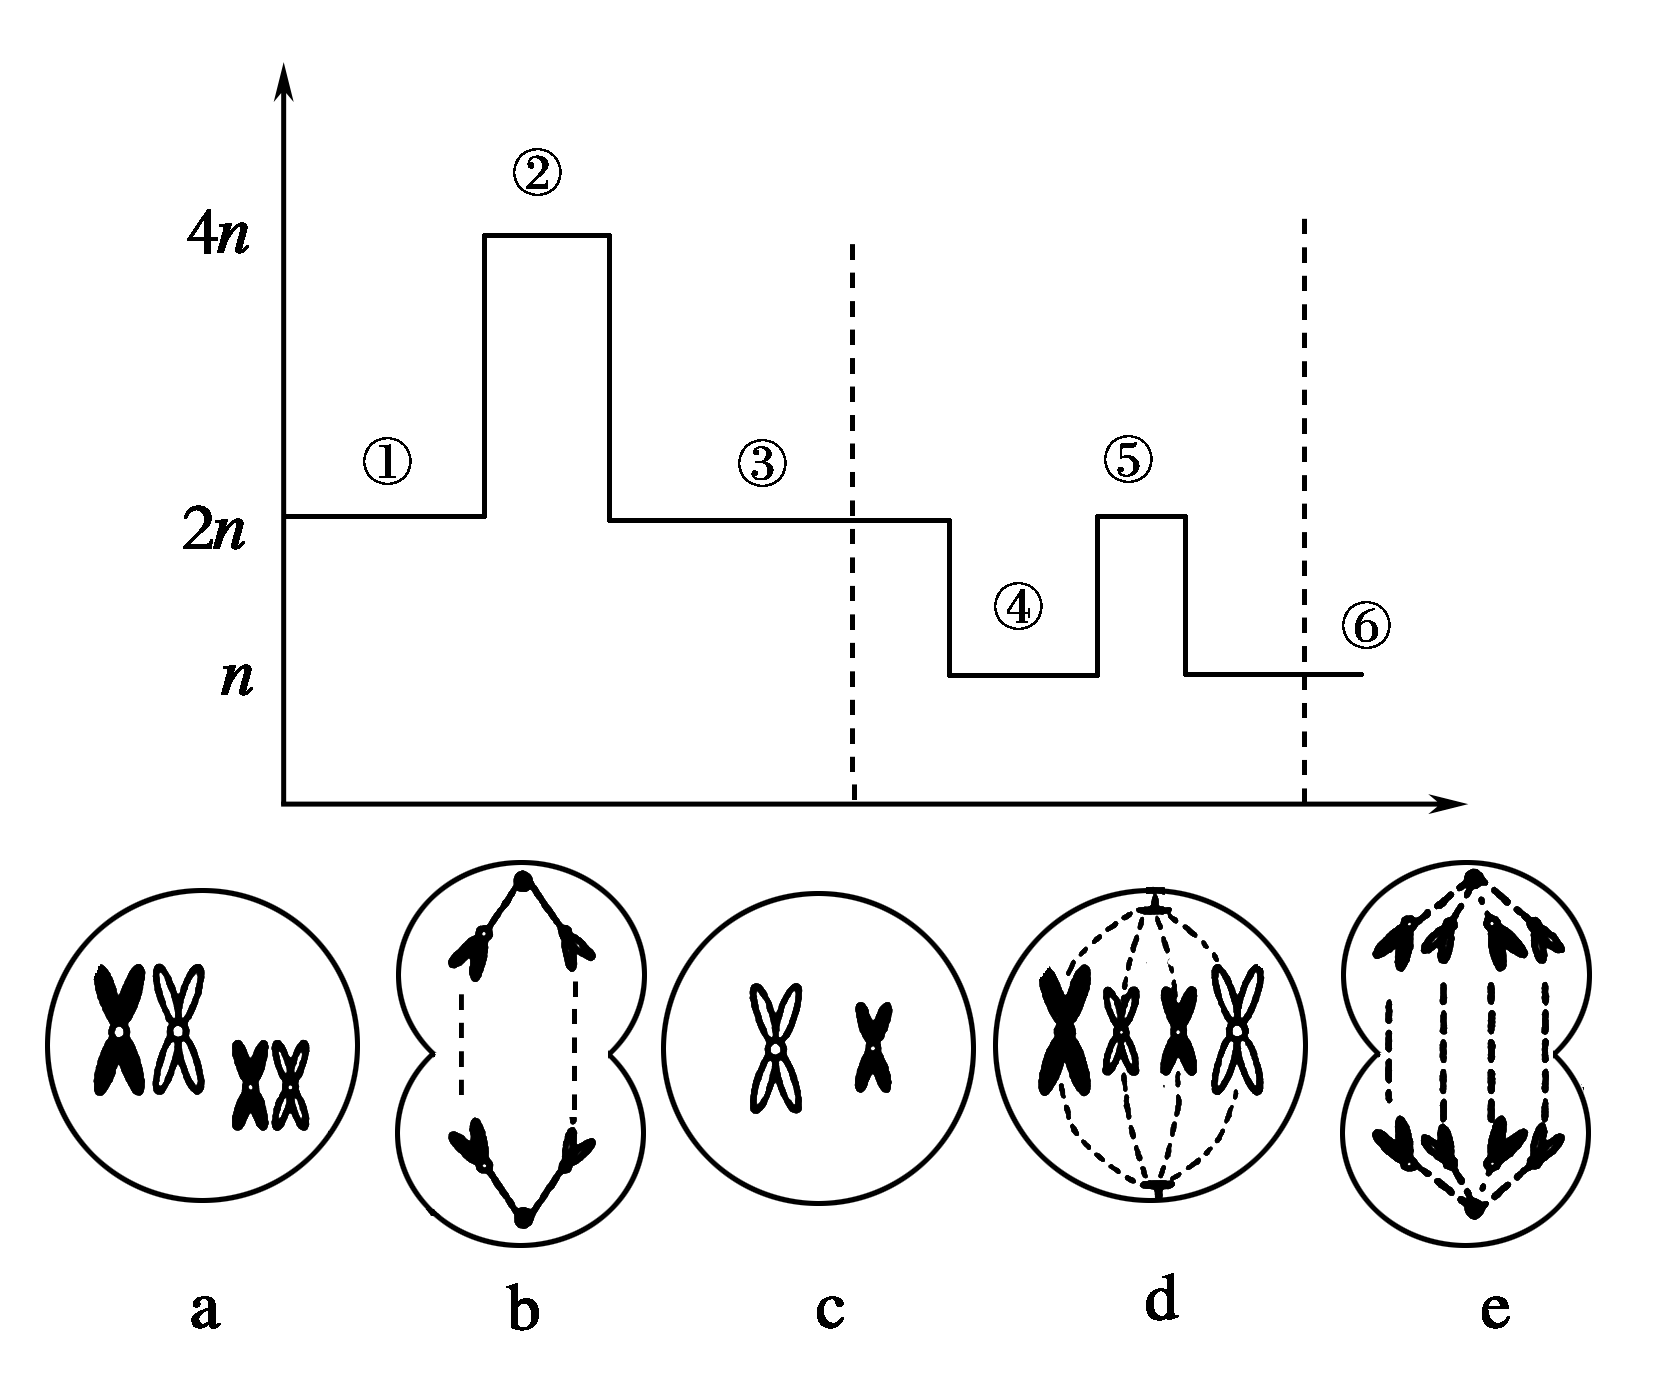 ②
4n
① ③ ⑤
2n
④ ⑥
n
a b c d e